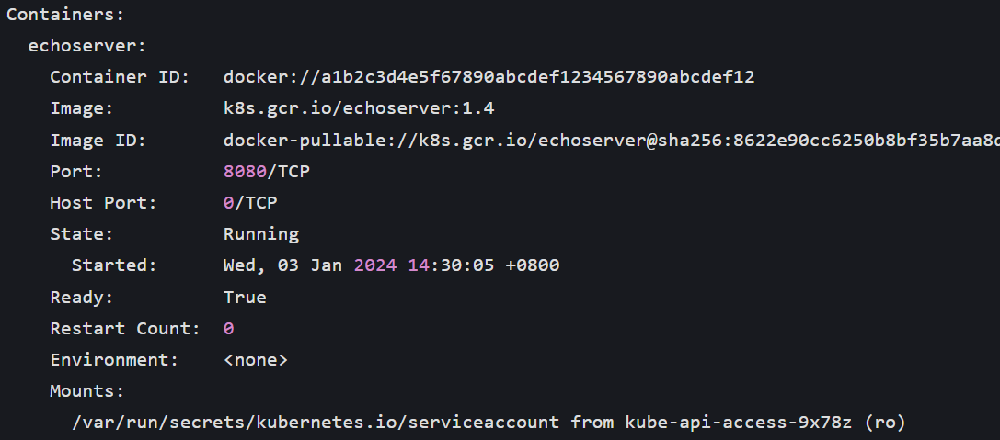 Containers:
  echoserver:
    Container ID:   docker://a1b2c3d4e5f67890abcdef1234567890abcdef12
    Image:          k8s.gcr.io/echoserver:1.4
    Image ID:       docker-pullable://k8s.gcr.io/echoserver@sha256:8622e90cc6250b8bf35b7aa8d
    Port:           8080/TCP
    Host Port:      0/TCP
    State:          Running
      Started:      Wed, 03 Jan 2024 14:30:05 +0800
    Ready:          True
    Restart Count:  0
    Environment:    <none>
    Mounts:
      /var/run/secrets/kubernetes.io/serviceaccount from kube-api-access-9x78z (ro)